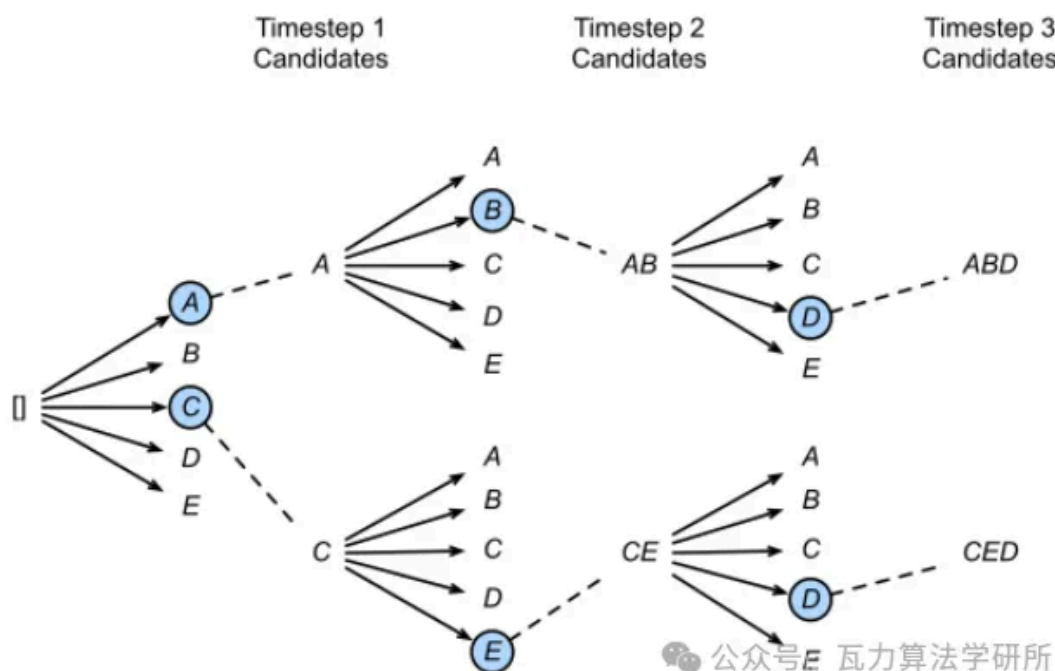 Timestep 1
Candidates
Timestep 2
Candidates
Timestep 3
Candidates
[]
A
B
C
D
E
A
A
B
C
D
E
AB
A
B
C
D
E
ABD
C
A
B
C
D
E
CE
A
B
C
D
E
CED
公众号: 瓦力算法学研所